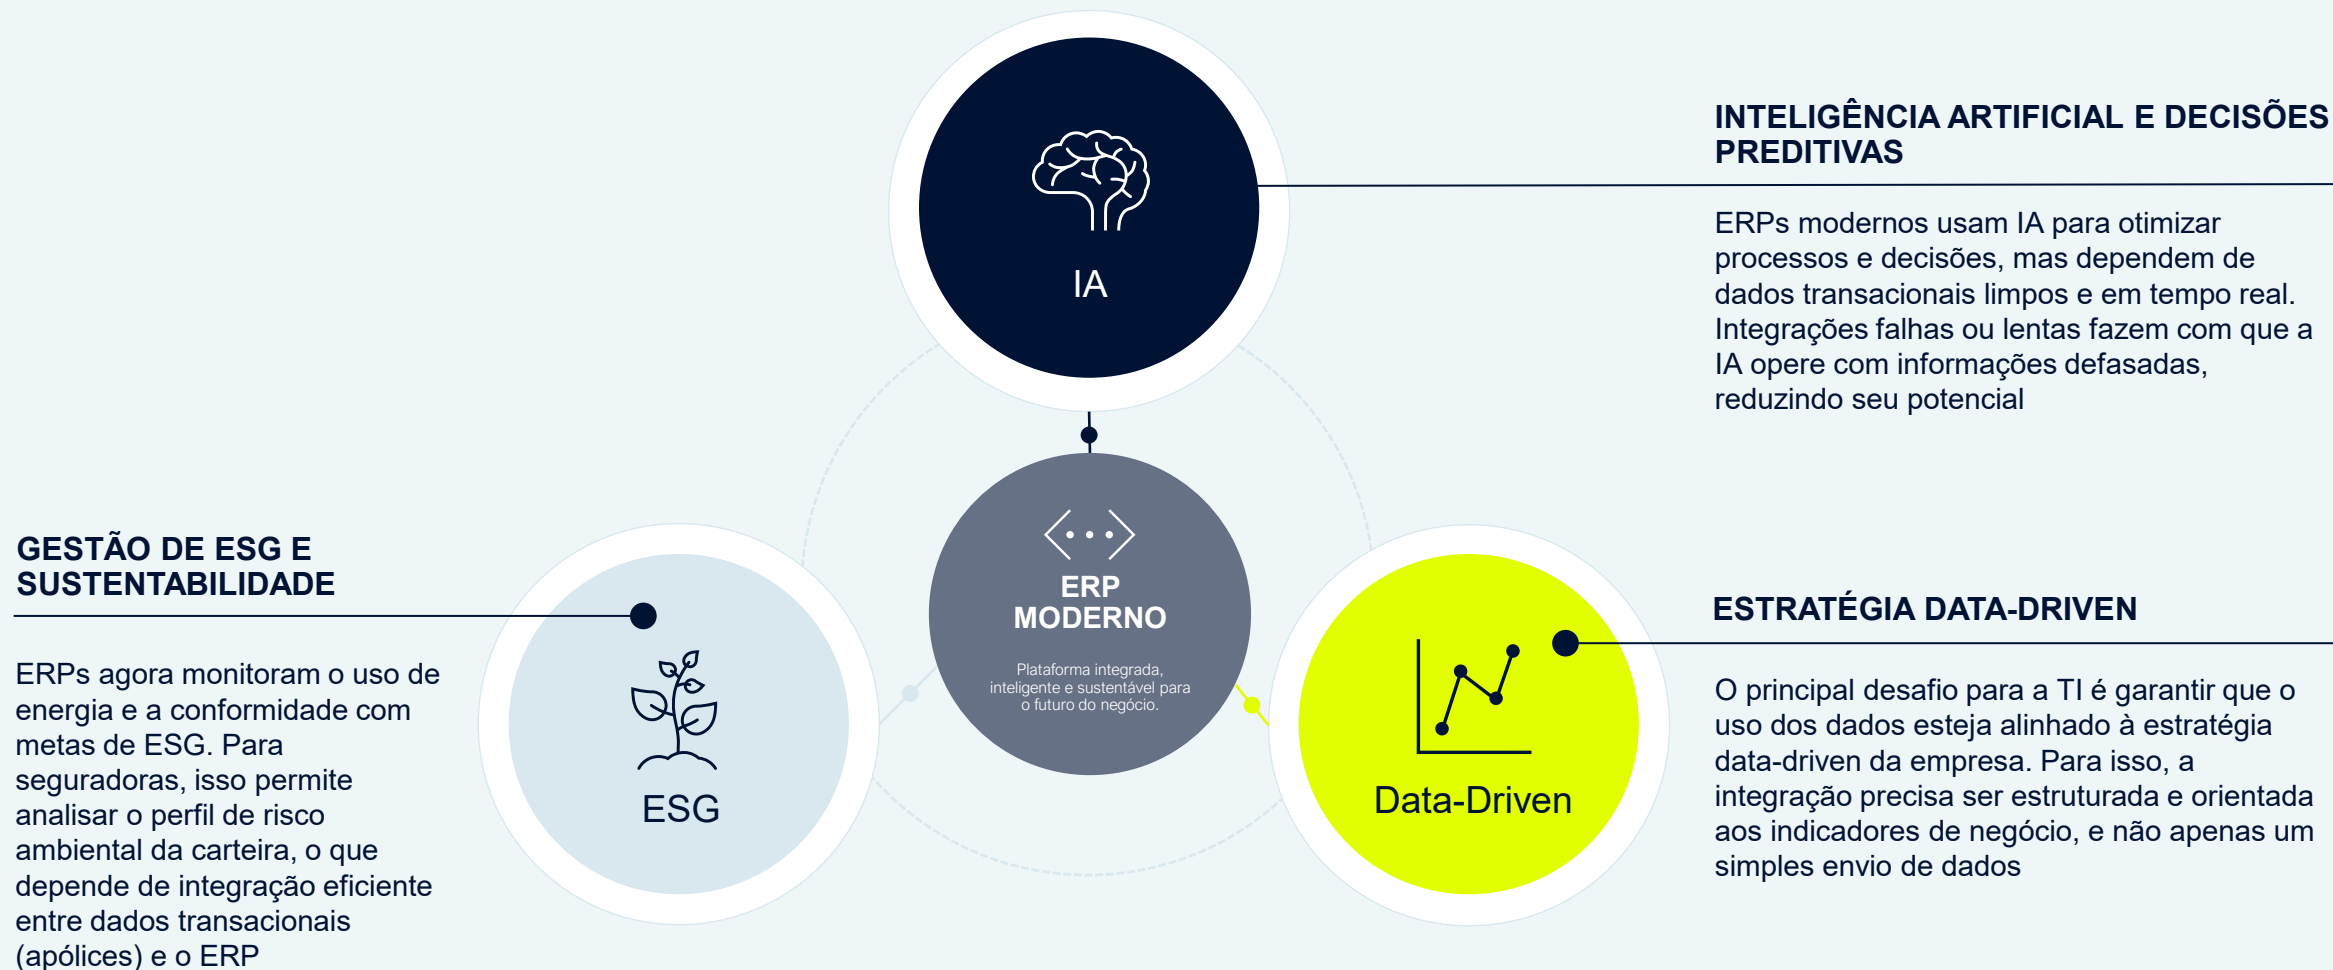 IA
INTELIGÊNCIA ARTIFICIAL E DECISÕES
PREDITIVAS
ERPs modernos usam IA para otimizar
processos e decisões, mas dependem de
dados transacionais limpos e em tempo real.
Integrações falhas ou lentas fazem com que a
IA opere com informações defasadas,
reduzindo seu potencial
GESTÃO DE ESG E
SUSTENTABILIDADE
ERPs agora monitoram o uso de
energia e a conformidade com
metas de ESG. Para
seguradoras, isso permite
analisar o perfil de risco
ambiental da carteira, o que
depende de integração eficiente
entre dados transacionais
(apólices) e o ERP
ESG
ERP
MODERNO
Plataforma integrada,
inteligente e sustentável para
o futuro do negócio.
Data-Driven
ESTRATÉGIA DATA-DRIVEN
O principal desafio para a TI é garantir que o
uso dos dados esteja alinhado à estratégia
data-driven da empresa. Para isso, a
integração precisa ser estruturada e orientada
aos indicadores de negócio, e não apenas um
simples envio de dados